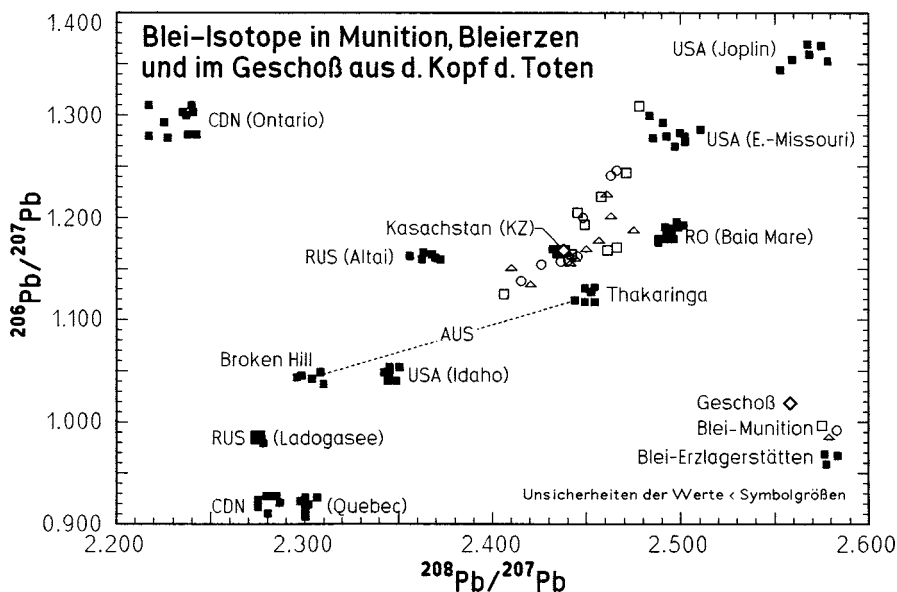 Blei-Isotope in Munition, Bleierzen
und im Geschoß aus d. Kopf d. Toten
USA (Joplin)
CDN (Ontario)
USA (E.-Missouri)
Kasachstan (KZ)
RO (Baia Mare)
RUS (Altai)
Thakaringa
AUS
Broken Hill
USA (Idaho)
Geschoß
Blei-Munition
RUS (Ladogasee)
Blei-Erzlagerstätten
CDN (Quebec)
Unsicherheiten der Werte < Symbolgrößen
1.400
1.300
1.200
1.100
1.000
0.900
206Pb/207Pb
2.200 2.300 2.400 2.500 2.600
208Pb/207Pb